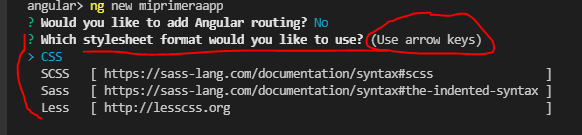 angular> ng new miprimeraapp
? Would you like to add Angular routing? No
? Which stylesheet format would you like to use? (Use arrow keys)
> CSS
SCSS [ https://sass-lang.com/documentation/syntax#scss ]
Sass [ https://sass-lang.com/documentation/syntax#the-indented-syntax ]
Less [ http://lesscss.org ]